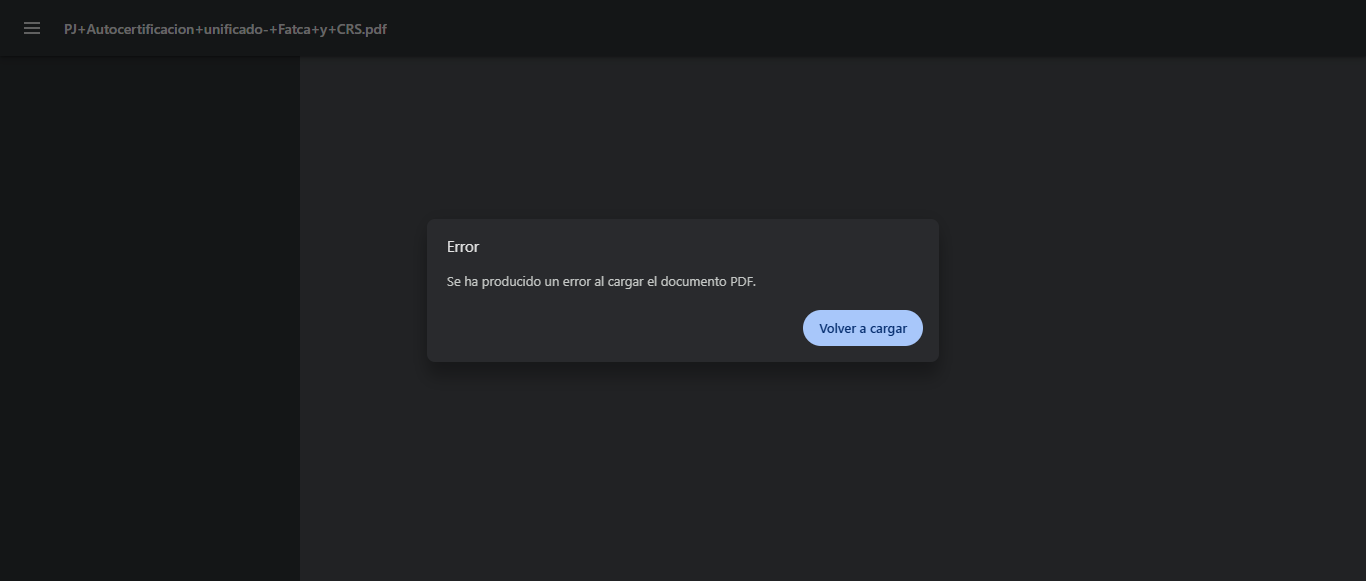 PJ+Autocertificacion+unificado-+Fatca+y+CRS.pdf
Error
Se ha producido un error al cargar el documento PDF.
Volver a cargar